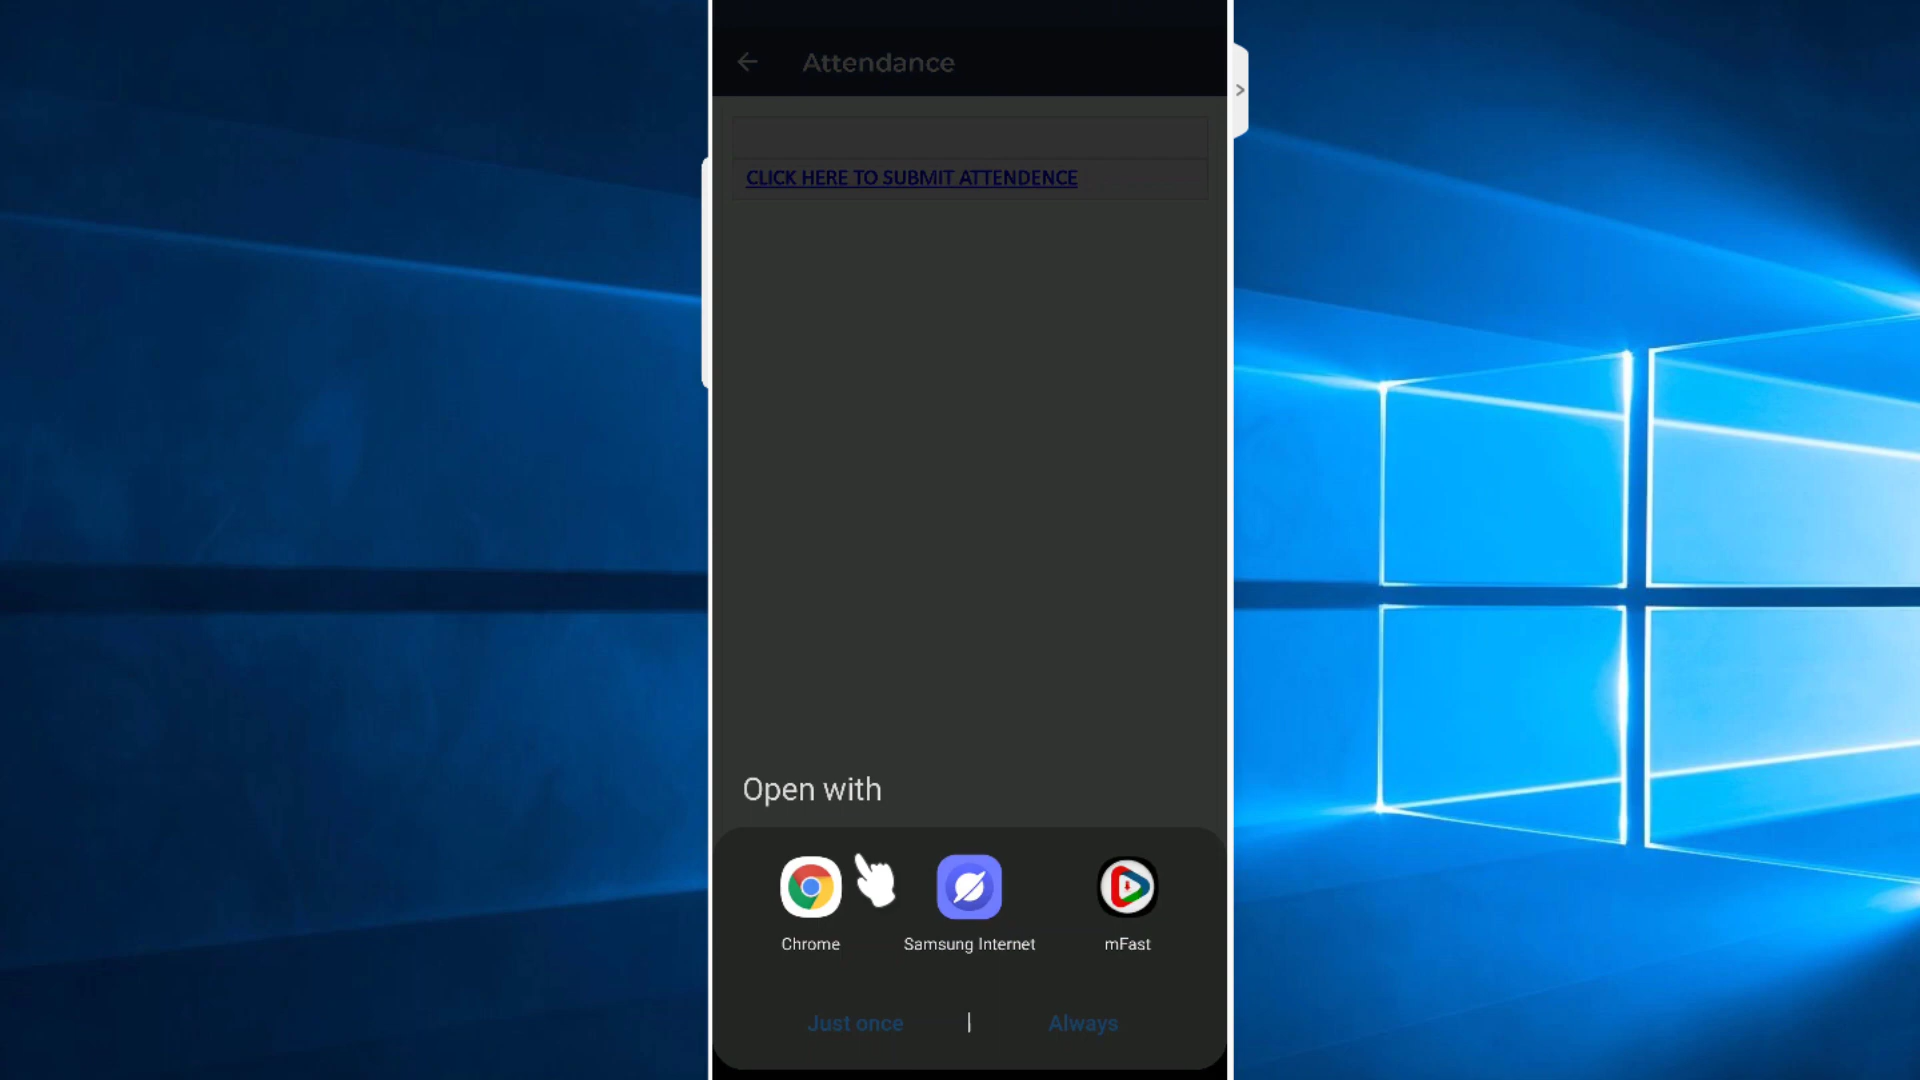 Attendance
CLICK HERE TO SUBMIT ATTENDENCE
Open with
Chrome
Samsung Internet
mFast
Just once
Always